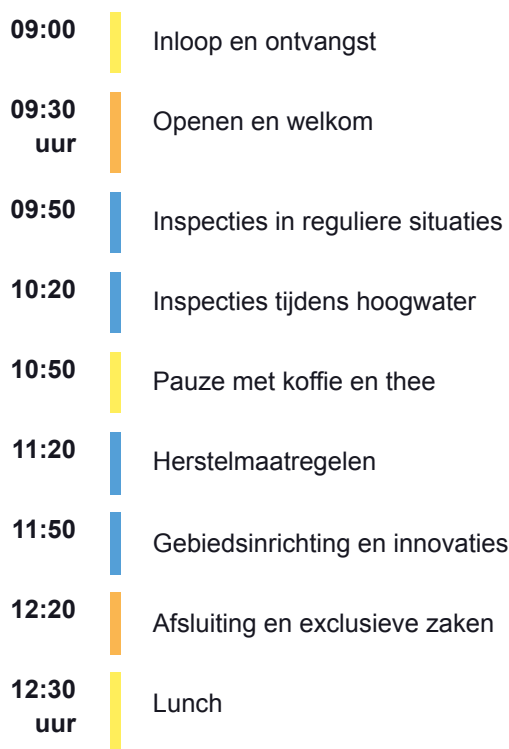 09:00 Inloop en ontvangst
09:30 uur Openen en welkom
09:50 Inspecties in reguliere situaties
10:20 Inspecties tijdens hoogwater
10:50 Pauze met koffie en thee
11:20 Herstelmaatregelen
11:50 Gebiedsinrichting en innovaties
12:20 Afsluiting en exclusieve zaken
12:30 uur Lunch